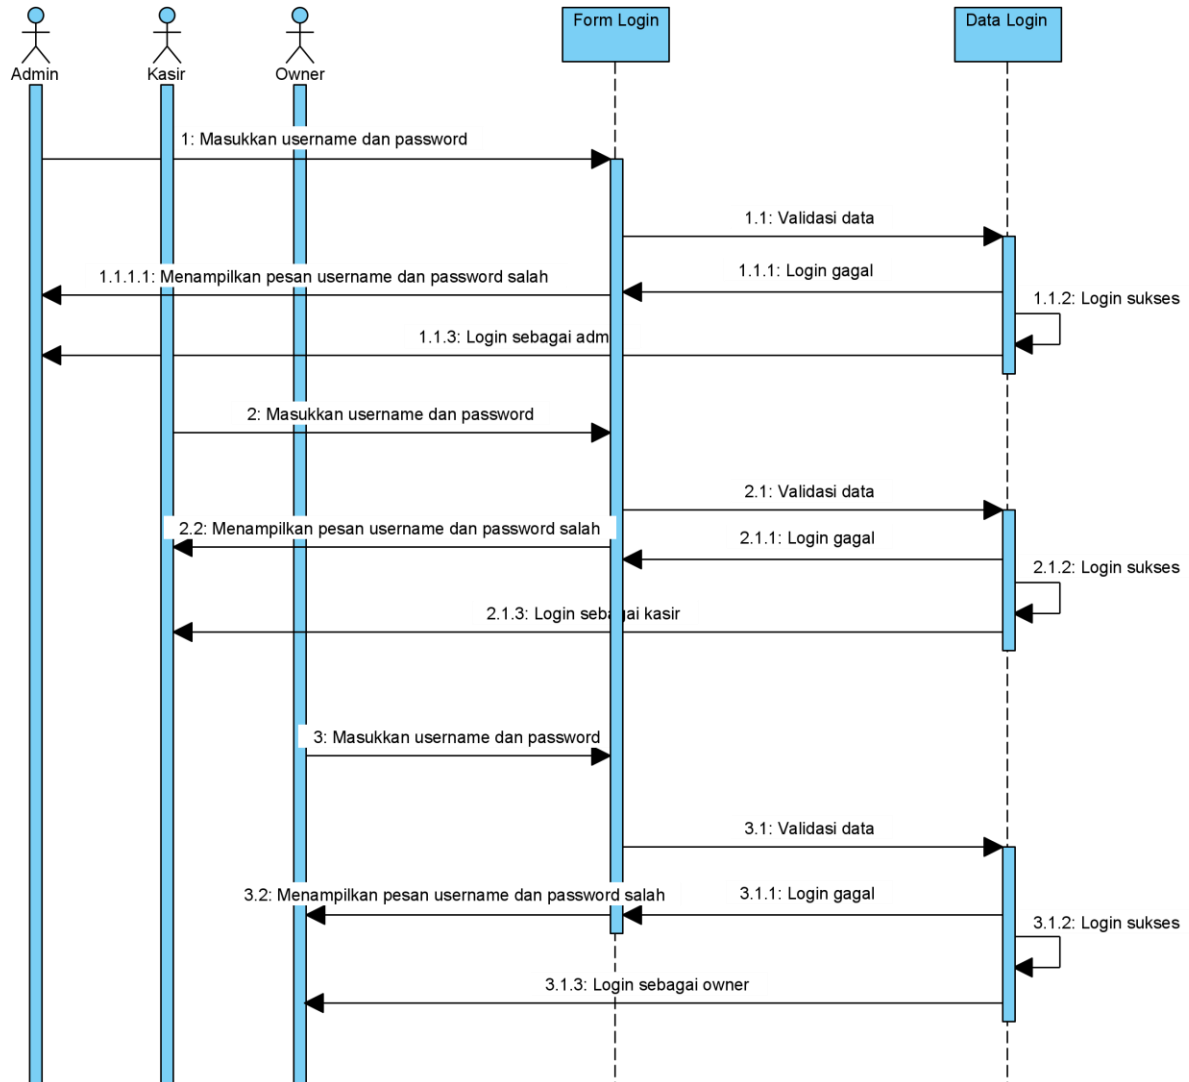 Admin
Kasir
Owner
Form Login
Data Login
1: Masukkan username dan password
1.1: Validasi data
1.1.1: Login gagal
1.1.1.1: Menampilkan pesan username dan password salah
1.1.2: Login sukses
1.1.3: Login sebagai adm
2: Masukkan username dan password
2.1: Validasi data
2.2: Menampilkan pesan username dan password salah
2.1.1: Login gagal
2.1.2: Login sukses
2.1.3: Login sebagai kasir
3: Masukkan username dan password
3.1: Validasi data
3.2: Menampilkan pesan username dan password salah
3.1.1: Login gagal
3.1.2: Login sukses
3.1.3: Login sebagai owner